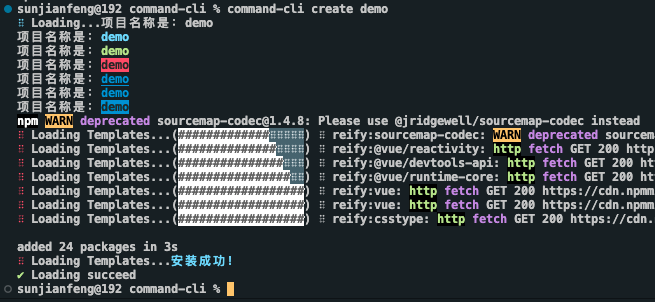 sunjianfeng@192 command-cli % command-cli create demo
⠿ Loading...项目名称是: demo
项目名称是: demo
项目名称是: demo
项目名称是: demo
项目名称是: demo
项目名称是: demo
项目名称是: demo
npm WARN deprecated sourcemap-codec@1.4.8: Please use @jridgewell/sourcemap-codec instead
⠿ Loading Templates...(##################⠿⠿⠿⠿⠿) ⠿ reify:sourcemap-codec: WARN deprecated sourcema
⠿ Loading Templates...(##################⠿⠿⠿⠿) ⠿ reify:@vue/reactivity: http fetch GET 200 http
⠿ Loading Templates...(##################⠿⠿⠿) ⠿ reify:@vue/devtools-api: http fetch GET 200
⠿ Loading Templates...(##################⠿⠿) ⠿ reify:@vue/runtime-core: http fetch GET 200
⠿ Loading Templates...(##################) ⠿ reify:vue: http fetch GET 200 https://cdn.npmm
⠿ Loading Templates...(##################) ⠿ reify:vue: http fetch GET 200 https://cdn.npmm
⠿ Loading Templates...(##################) ⠿ reify:csstype: http fetch GET 200 https://cdn.
added 24 packages in 3s
⠿ Loading Templates...安装成功!
✔ Loading succeed
sunjianfeng@192 command-cli %